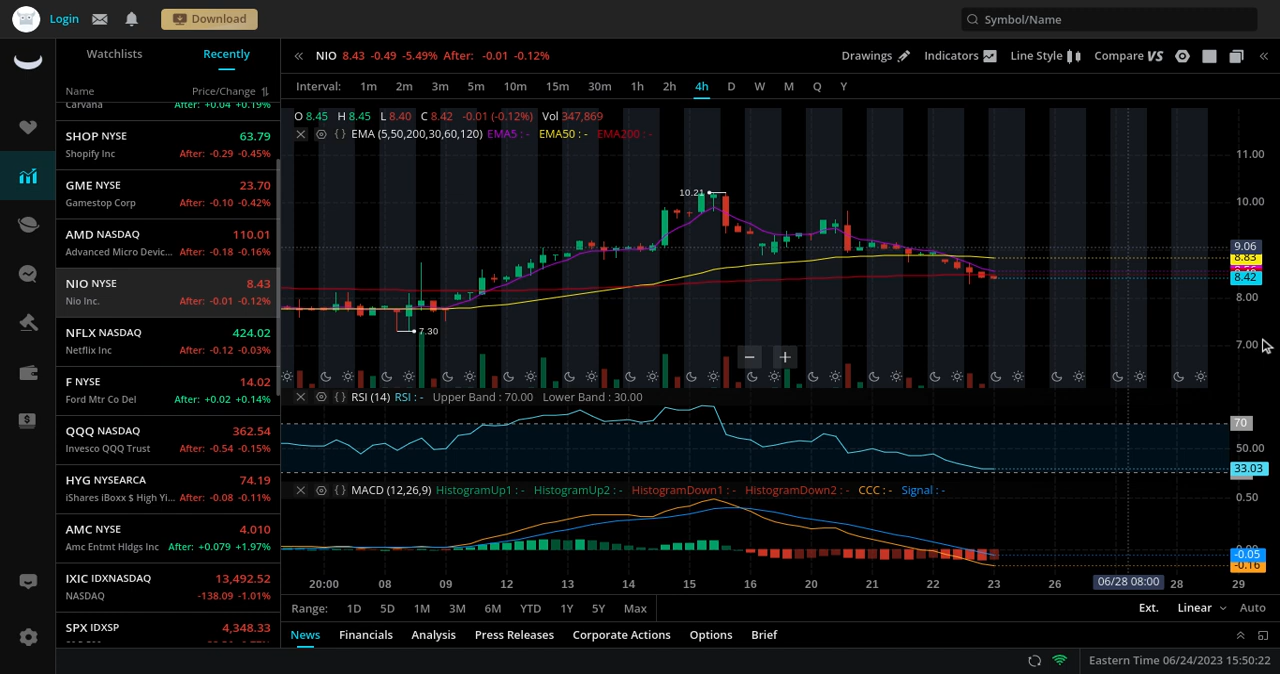 Login
Download
Symbol/Name
Watchlists
Recently
Name
Price/Change
Carvana
After: +0.04 +0.19%
SHOP NYSE
63.79
Shopify Inc
After: -0.29 -0.45%
GME NYSE
23.70
Gamestop Corp
After: -0.10 -0.42%
AMD NASDAQ
110.01
Advanced Micro Devic...
After: -0.18 -0.16%
NIO NYSE
8.43
Nio Inc.
After: -0.01 -0.12%
NFLX NASDAQ
424.02
Netflix Inc
After: -0.12 -0.03%
F NYSE
14.02
Ford Mtr Co Del
After: +0.02 +0.14%
QQQ NASDAQ
362.54
Invesco QQQ Trust
After: -0.54 -0.15%
HYG NYSEARCA
74.19
iShares iBoxx $ High Yi...
After: -0.08 -0.11%
AMC NYSE
4.010
Amc Entmt Hldgs Inc
After: +0.079 +1.97%
IXIC IDXNASDAQ
13,492.52
NASDAQ
-138.09 -1.01%
SPX IDXSP
4,348.33
NIO 8.43 -0.49 -5.49% After: -0.01 -0.12%
Drawings
Indicators
Line Style
Compare VS
Interval: 1m 2m 3m 5m 10m 15m 30m 1h 2h 4h D W M Q Y
O 8.45 H 8.45 L 8.40 C 8.42 -0.01 (-0.12%) Vol 347,869
EMA (5,50,200,30,60,120) EMA5 : - EMA50 : - EMA200 : -
10.21
7.30
11.00
10.00
9.06
8.85
8.42
8.00
7.00
RSI (14) RSI : - Upper Band : 70.00 Lower Band : 30.00
70
50.00
33.03
MACD (12,26,9) HistogramUp1 : - HistogramUp2 : - HistogramDown1 : - HistogramDown2 : - CCC : - Signal : -
0.50
-0.05
-0.16
20:00 08 09 12 13 14 15 16 20 21 22 23 26 06/28 08:00 28 29
Range: 1D 5D 1M 3M 6M YTD 1Y 5Y Max
Ext. Linear Auto
News Financials Analysis Press Releases Corporate Actions Options Brief
Eastern Time 06/24/2023 15:50:22